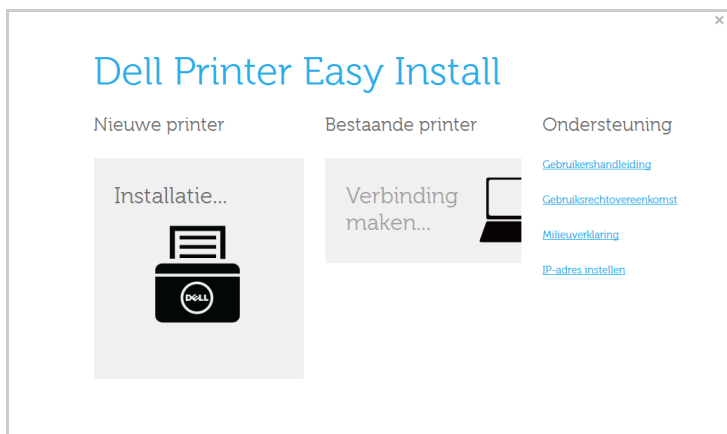 ×
Dell Printer Easy Install
Nieuwe printer
Installatie...
DELL
Bestaande printer
Verbinding
maken...
Ondersteuning
Gebruikershandleiding
Gebruiksrechtovereenkomst
Milieuverklaring
IP-adres instellen